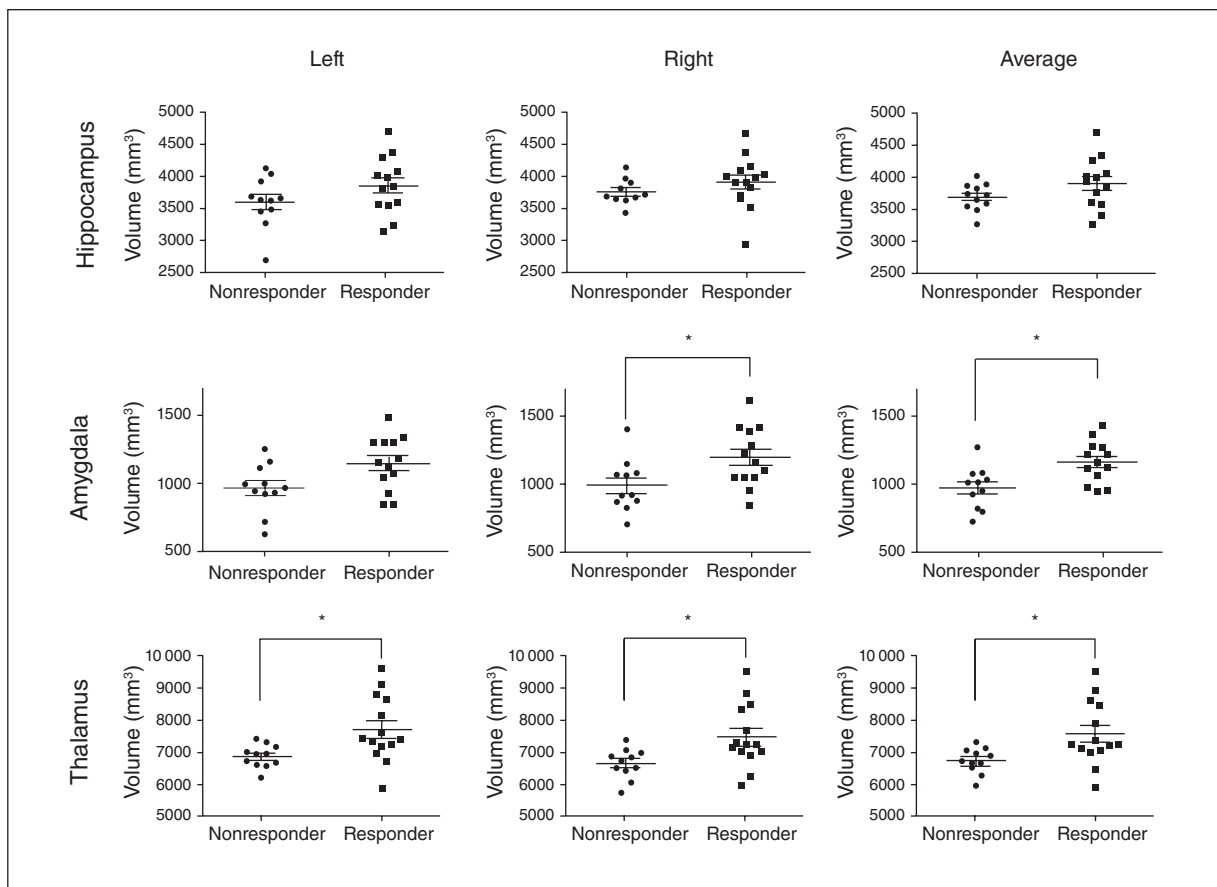 Left Right Average
Hippocampus
Volume (mm³) Volume (mm³) Volume (mm³)
5000 5000 5000
4500 4500 4500
4000 4000 4000
3500 3500 3500
3000 3000 3000
2500 2500 2500
Nonresponder Responder Nonresponder Responder Nonresponder Responder
* *
Amygdala
Volume (mm³) Volume (mm³) Volume (mm³)
1500 1500 1500
1000 1000 1000
500 500 500
Nonresponder Responder Nonresponder Responder Nonresponder Responder
* * *
Thalamus
Volume (mm³) Volume (mm³) Volume (mm³)
10 000 10 000 10 000
9000 9000 9000
8000 8000 8000
7000 7000 7000
6000 6000 6000
5000 5000 5000
Nonresponder Responder Nonresponder Responder Nonresponder Responder